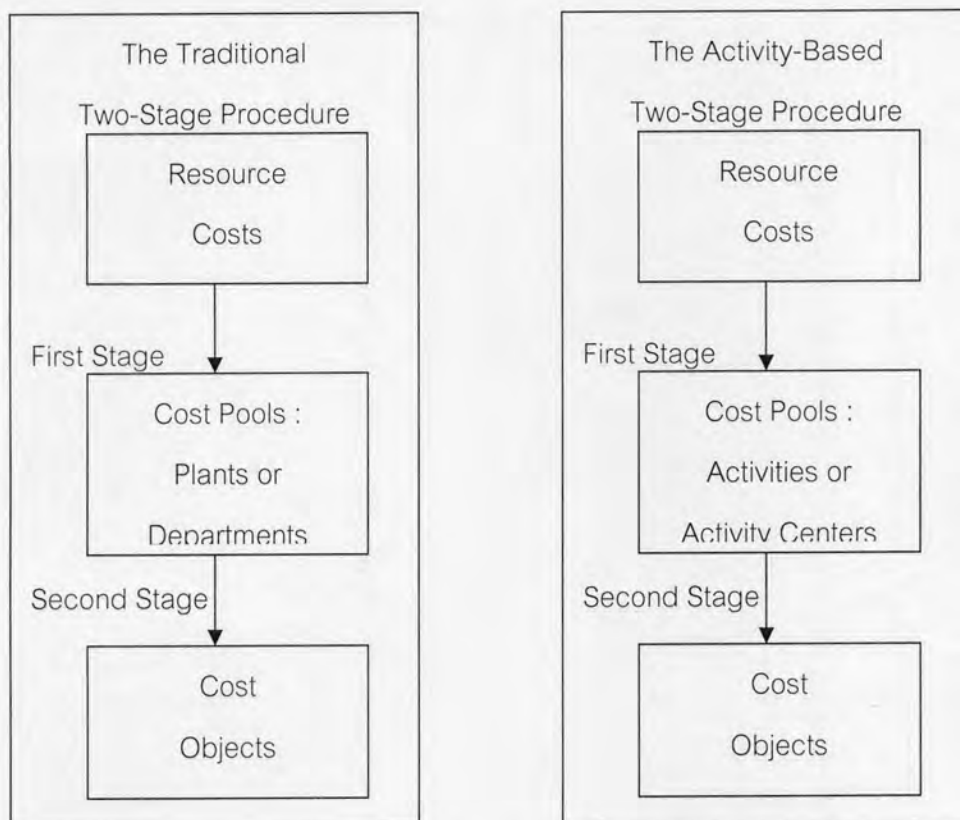 The Traditional
Two-Stage Procedure
Resource
Costs
First Stage
Cost Pools :
Plants or
Departments
Second Stage
Cost
Objects
The Activity-Based
Two-Stage Procedure
Resource
Costs
First Stage
Cost Pools :
Activities or
Activity Centers
Second Stage
Cost
Objects